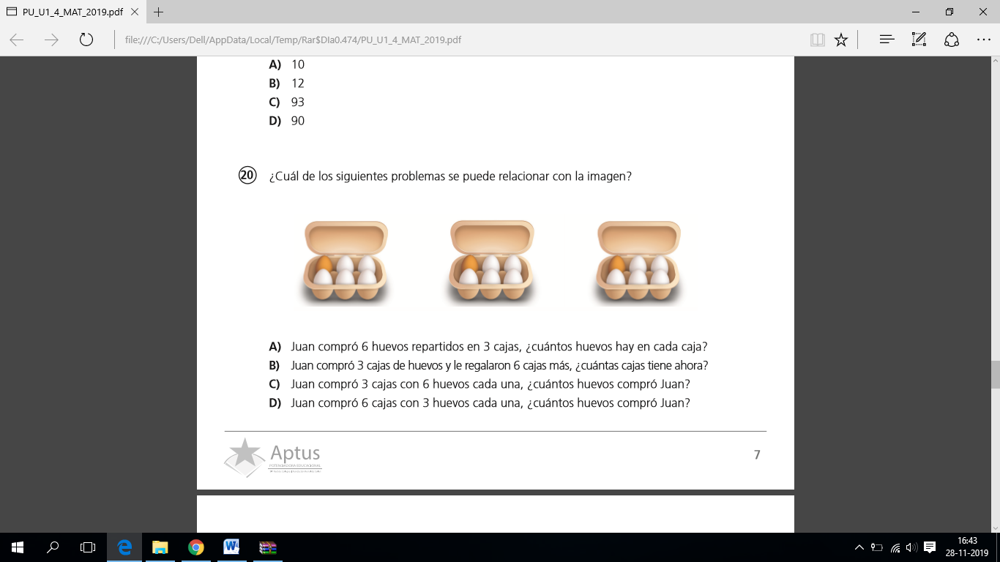 PU_U1_4_MAT_2019.pdf
file:///C:/Users/Dell/AppData/Local/Temp/Rar$DIa0.474/PU_U1_4_MAT_2019.pdf
A) 10
B) 12
C) 93
D) 90
20 ¿Cuál de los siguientes problemas se puede relacionar con la imagen?
A) Juan compró 6 huevos repartidos en 3 cajas, ¿cuántos huevos hay en cada caja?
B) Juan compró 3 cajas de huevos y le regalaron 6 cajas más, ¿cuántas cajas tiene ahora?
C) Juan compró 3 cajas con 6 huevos cada una, ¿cuántos huevos compró Juan?
D) Juan compró 6 cajas con 3 huevos cada una, ¿cuántos huevos compró Juan?
Aptus
POTENCIADORA EDUCACIONAL
7
16:43
28-11-2019